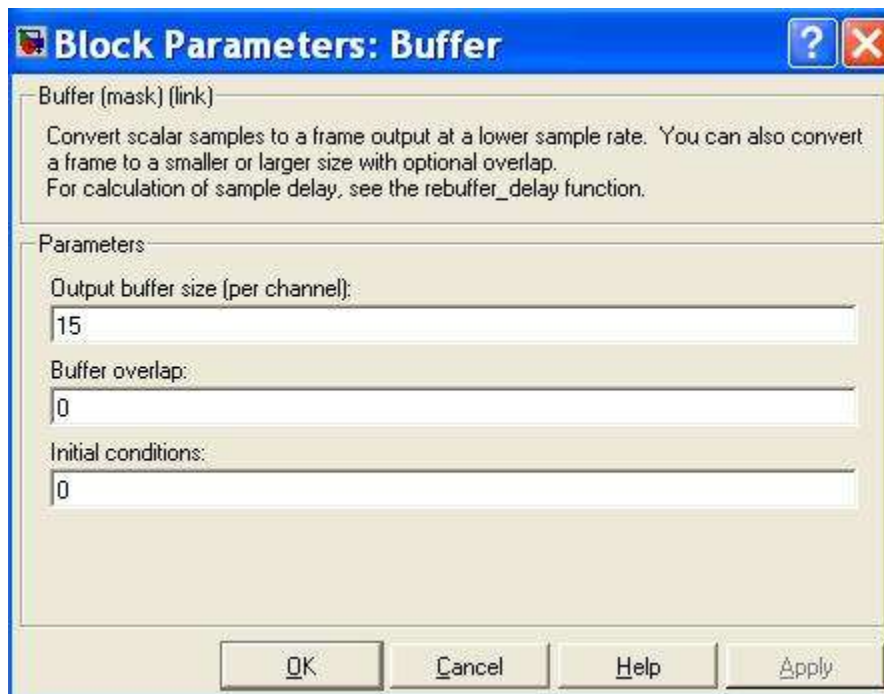 Block Parameters: Buffer
Buffer (mask) (link)
Convert scalar samples to a frame output at a lower sample rate. You can also convert
a frame to a smaller or larger size with optional overlap.
For calculation of sample delay, see the rebuffer_delay function.
Parameters
Output buffer size (per channel):
15
Buffer overlap:
0
Initial conditions:
0
OK Cancel Help Apply